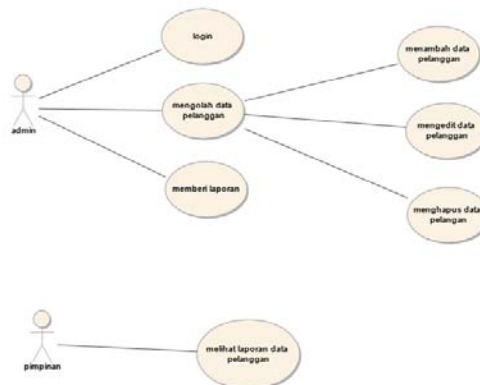 login
menambah data
pelanggan
admin
mengolah data
pelanggan
mengedit data
pelanggan
memberi laporan
menghapus data
pelangan
pimpinan
melihat laporan data
pelanggan